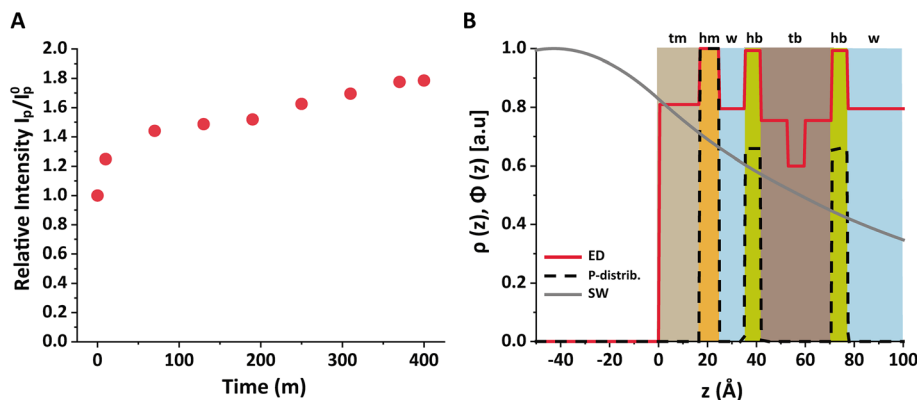 A
Relative Intensity Ip/I0p
2.0
1.8
1.6
1.4
1.2
1.0
0.8
0.6
0.4
0.2
0.0
0 100 200 300 400
Time (m)
B
tm hm w hb tb hb w
ρ (z), Φ (z) [a.u]
1.0
0.8
0.6
0.4
0.2
0.0
ED
P-distrib.
SW
-40 -20 0 20 40 60 80 100
z (Å)